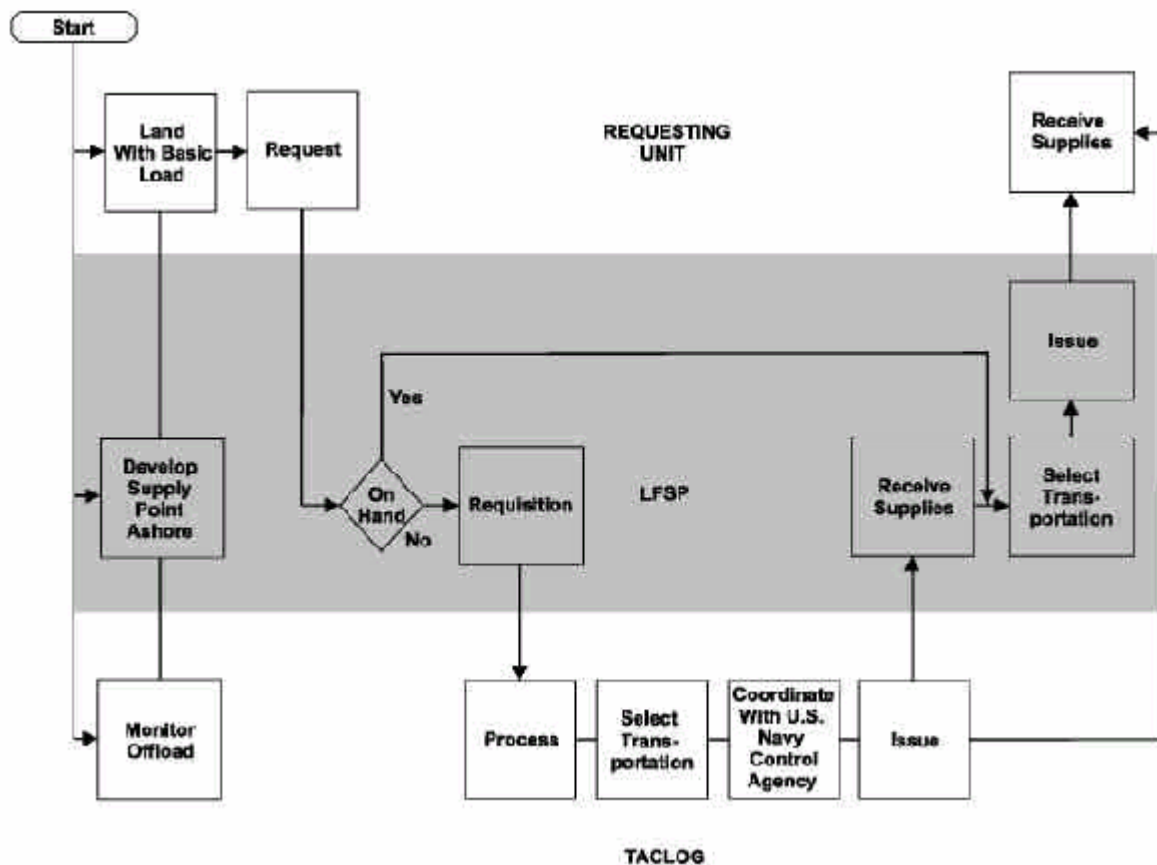 Start
Land
With Basic
Load
Request
REQUESTING
UNIT
Receive
Supplies
Issue
Yes
Develop
Supply
Point
Ashore
On
Hand
No
Requisition
LFSP
Receive
Supplies
Select
Trans-
portation
Monitor
Offload
Process
Select
Trans-
portation
Coordinate
With U.S.
Navy
Control
Agency
Issue
TACLOG